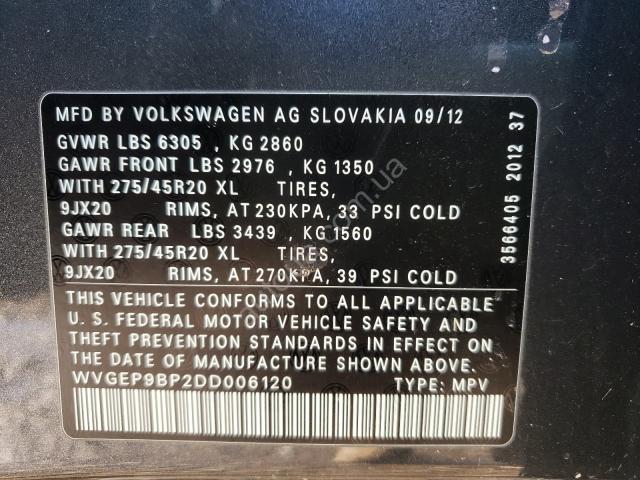 MFD BY VOLKSWAGEN AG SLOVAKIA 09/12
GVWR LBS 6305 , KG 2860
GAWR FRONT LBS 2976 , KG 1350
WITH 275/45R20 XL TIRES,
9JX20 RIMS, AT 230KPA, 33 PSI COLD
GAWR REAR LBS 3439 , KG 1560
WITH 275/45R20 XL TIRES,
9JX20 RIMS, AT 270KPA, 39 PSI COLD
THIS VEHICLE CONFORMS TO ALL APPLICABLE
U. S. FEDERAL MOTOR VEHICLE SAFETY AND
THEFT PREVENTION STANDARDS IN EFFECT ON THE
DATE OF MANUFACTURE SHOWN ABOVE.
WVGEP9BP2DD006120 TYPE: MPV
3566405 2012 37